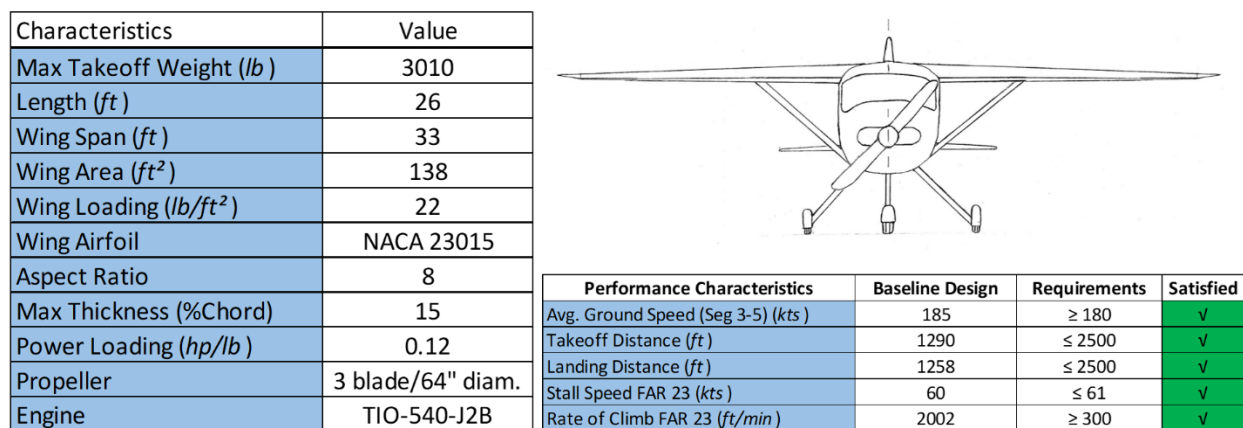 Characteristics Value
Max Takeoff Weight (lb) 3010
Length (ft) 26
Wing Span (ft) 33
Wing Area (ft²) 138
Wing Loading (lb/ft²) 22
Wing Airfoil NACA 23015
Aspect Ratio 8
Max Thickness (%Chord) 15
Power Loading (hp/lb) 0.12
Propeller 3 blade/64" diam.
Engine TIO-540-J2B
Performance Characteristics Baseline Design Requirements Satisfied
Avg. Ground Speed (Seg 3-5) (kts) 185 ≥ 180 √
Takeoff Distance (ft) 1290 ≤ 2500 √
Landing Distance (ft) 1258 ≤ 2500 √
Stall Speed FAR 23 (kts) 60 ≤ 61 √
Rate of Climb FAR 23 (ft/min) 2002 ≥ 300 √